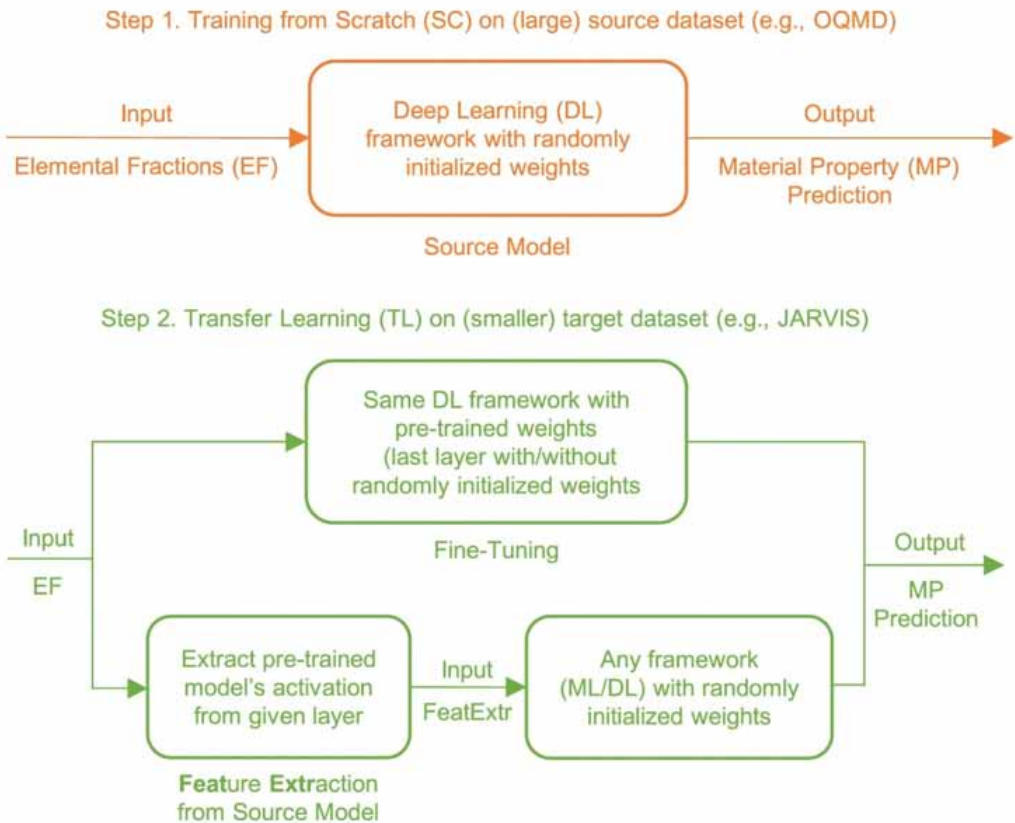 Step 1. Training from Scratch (SC) on (large) source dataset (e.g., OQMD)
Input
Elemental Fractions (EF)
Deep Learning (DL)
framework with randomly
initialized weights
Output
Material Property (MP)
Prediction
Source Model
Step 2. Transfer Learning (TL) on (smaller) target dataset (e.g., JARVIS)
Same DL framework with
pre-trained weights
(last layer with/without
randomly initialized weights
Fine-Tuning
Input
EF
Output
MP
Prediction
Extract pre-trained
model's activation
from given layer
Input
FeatExtr
Any framework
(ML/DL) with randomly
initialized weights
Feature Extraction
from Source Model